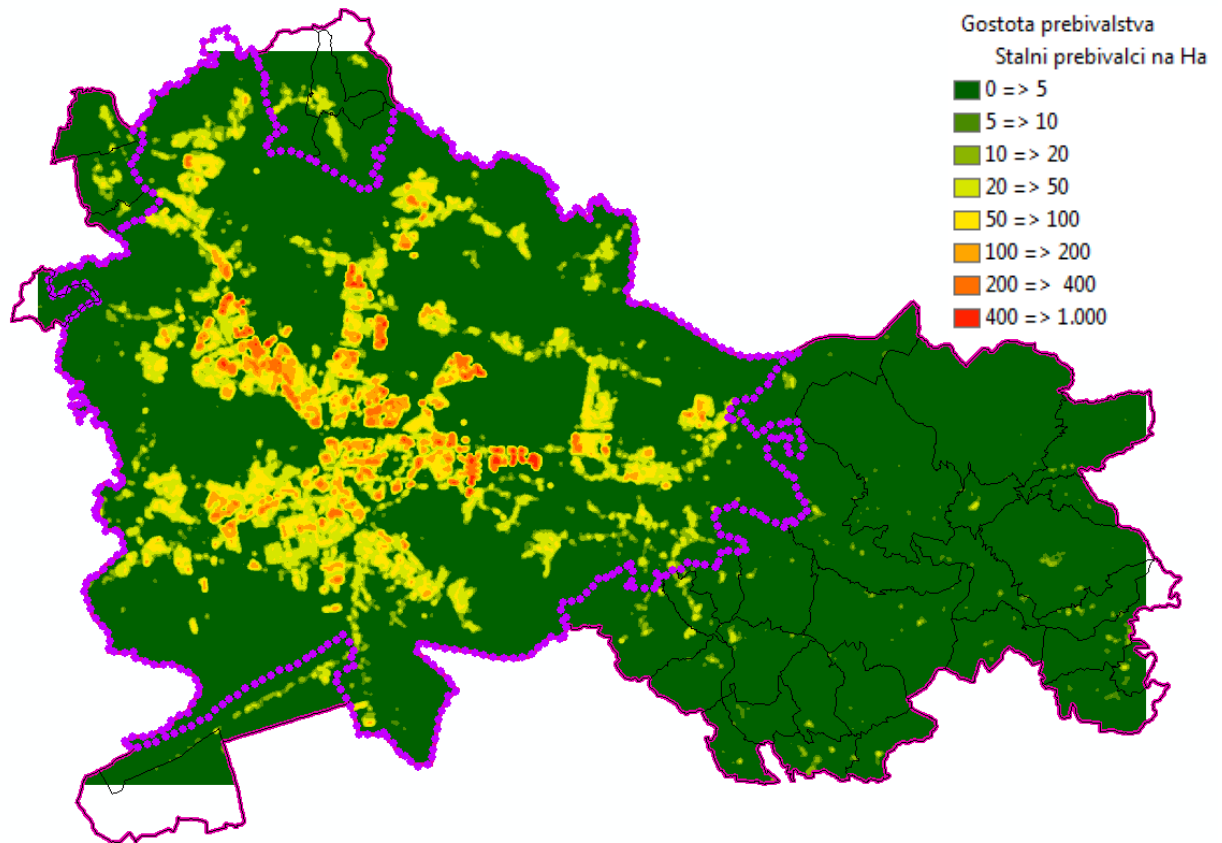 Gostota prebivalstva
Stalni prebivalci na Ha
0 => 5
5 => 10
10 => 20
20 => 50
50 => 100
100 => 200
200 => 400
400 => 1.000